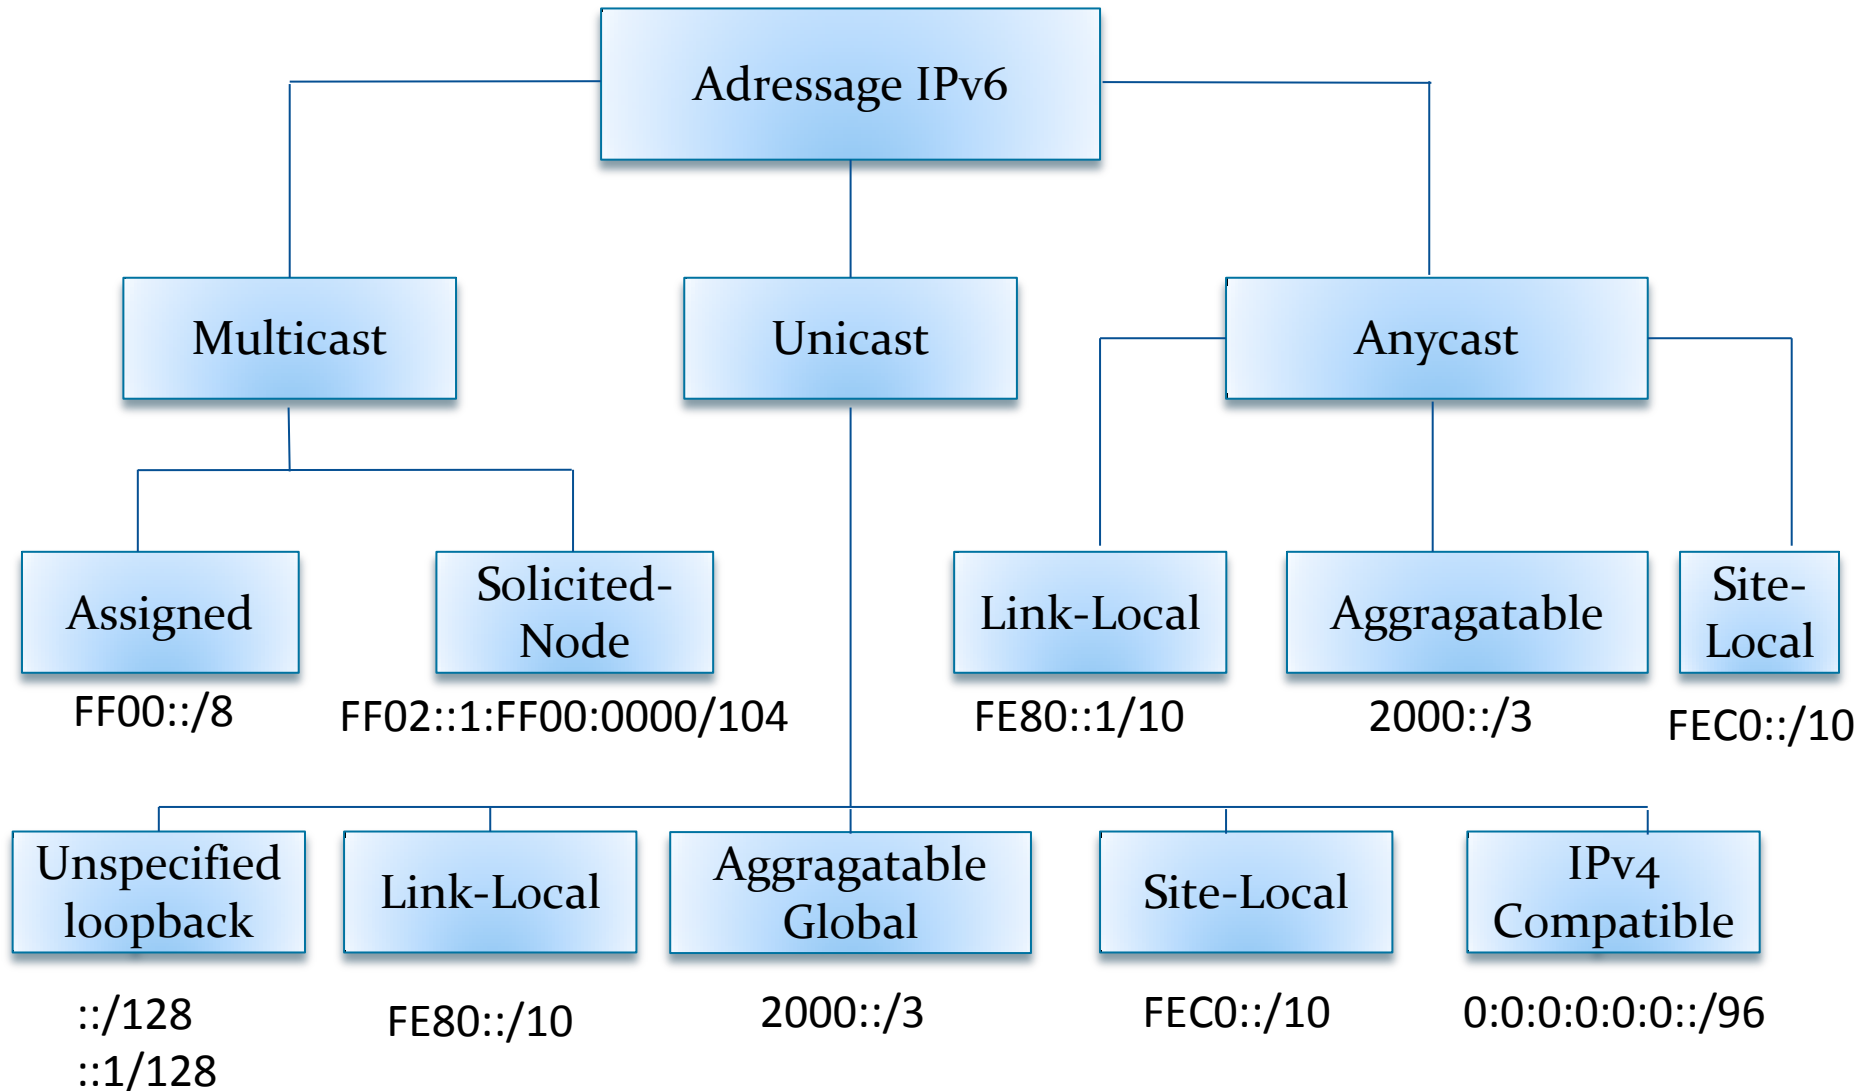 Adressage IPv6
Multicast
Unicast
Anycast
Assigned
Solicited-
Node
Link-Local
Aggragatable
Site-
Local
FF00::/8
FF02::1:FF00:0000/104
FE80::1/10
2000::/3
FEC0::/10
Unspecified
loopback
Link-Local
Aggragatable
Global
Site-Local
IPv4
Compatible
::/128
::1/128
FE80::/10
2000::/3
FEC0::/10
0:0:0:0:0:0::/96